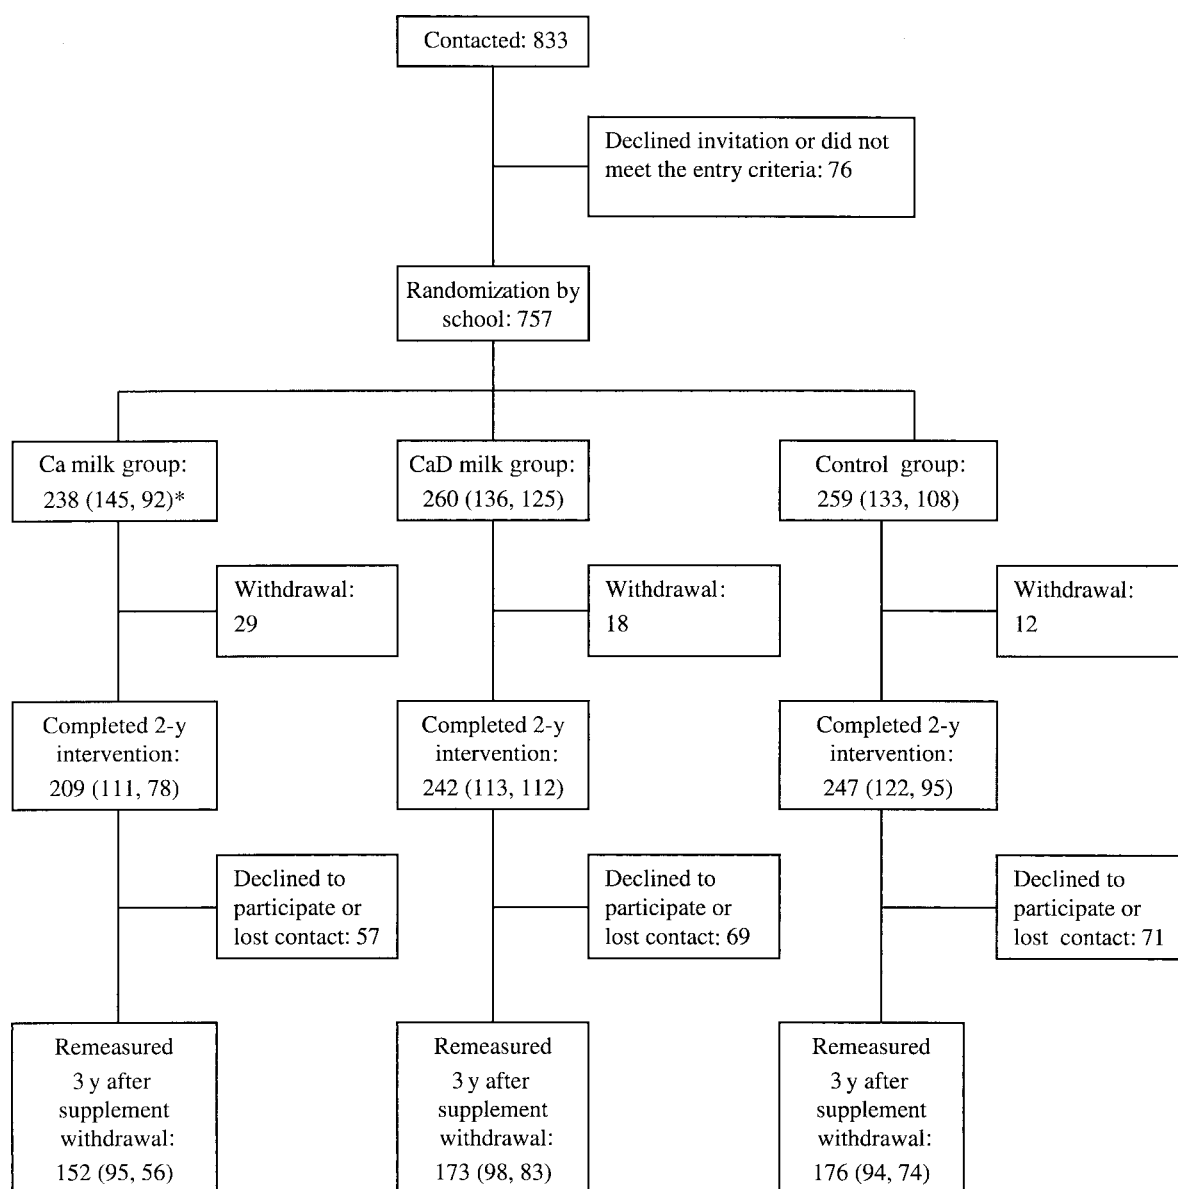 Contacted: 833
Declined invitation or did not
meet the entry criteria: 76
Randomization by
school: 757
Ca milk group:
238 (145, 92)*
CaD milk group:
260 (136, 125)
Control group:
259 (133, 108)
Withdrawal:
29
Withdrawal:
18
Withdrawal:
12
Completed 2-y
intervention:
209 (111, 78)
Completed 2-y
intervention:
242 (113, 112)
Completed 2-y
intervention:
247 (122, 95)
Declined to
participate or
lost contact: 57
Declined to
participate or
lost contact: 69
Declined to
participate or
lost contact: 71
Remeasured
3 y after
supplement
withdrawal:
152 (95, 56)
Remeasured
3 y after
supplement
withdrawal:
173 (98, 83)
Remeasured
3 y after
supplement
withdrawal:
176 (94, 74)